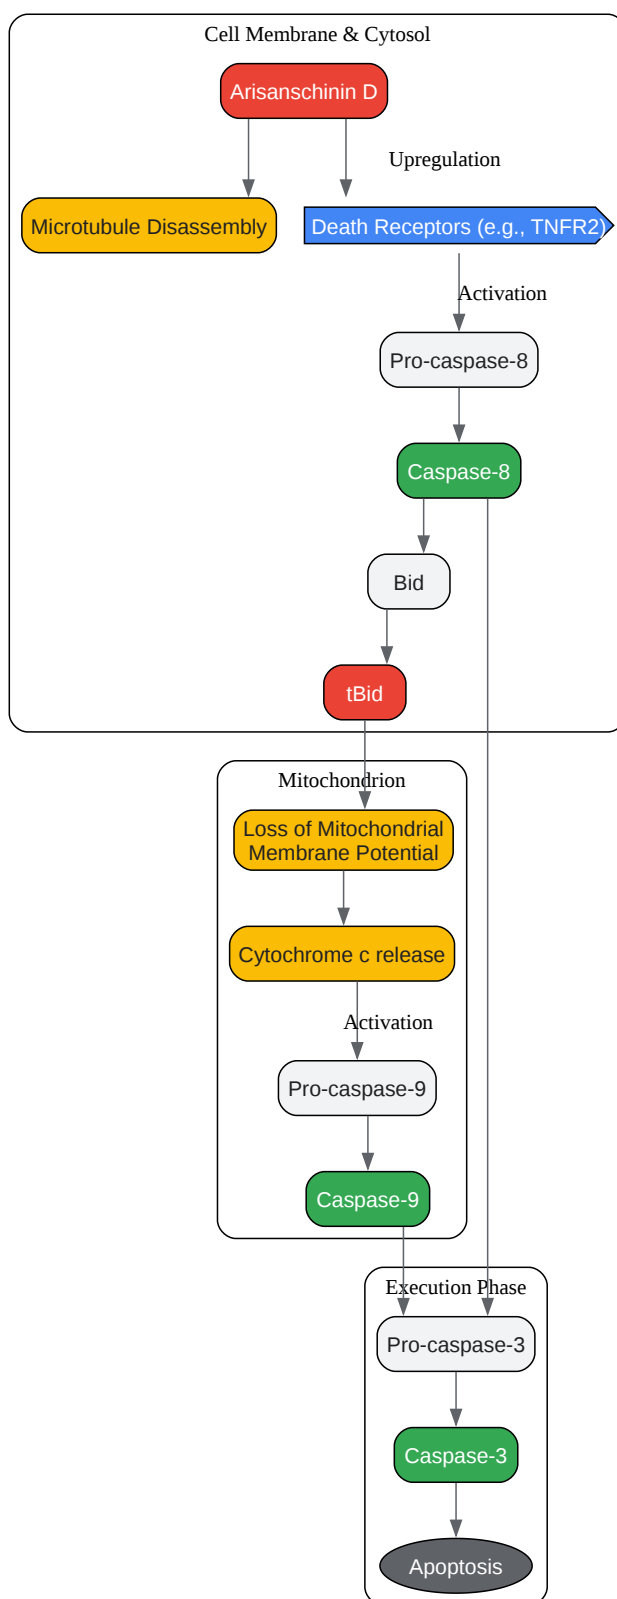 Cell Membrane & Cytosol
Arisanschinin D
Upregulation
Microtubule Disassembly
Death Receptors (e.g., TNFR2)
Activation
Pro-caspase-8
Caspase-8
Bid
tBid
Mitochondrion
Loss of Mitochondrial
Membrane Potential
Cytochrome c release
Activation
Pro-caspase-9
Caspase-9
Execution Phase
Pro-caspase-3
Caspase-3
Apoptosis